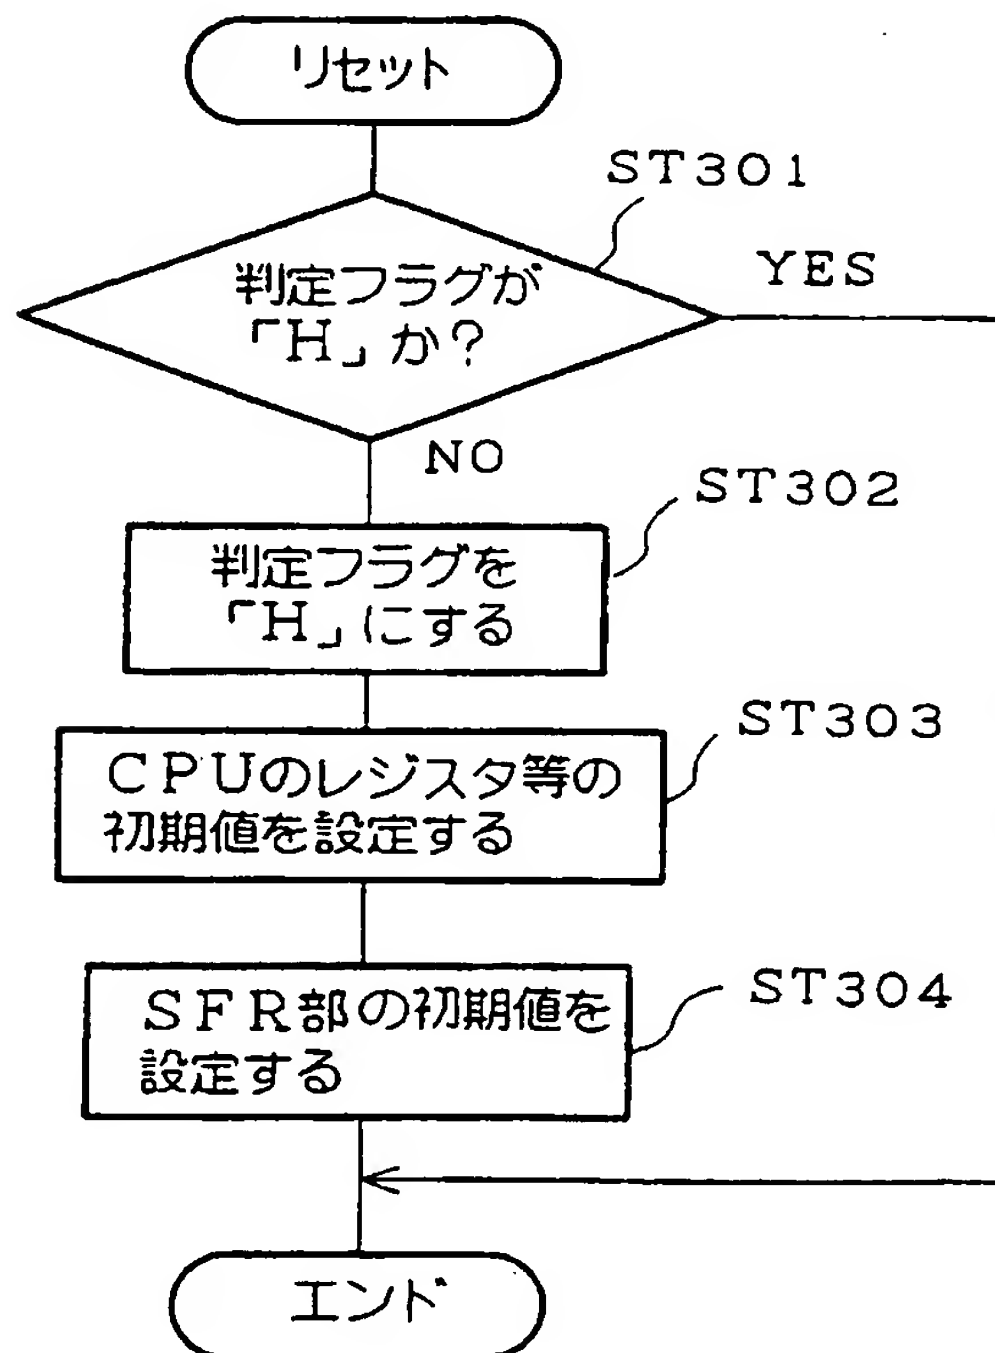 リセット
ST301
判定フラグが
「H」か?
YES
NO
ST302
判定フラグを
「H」にする
ST303
CPUのレジスタ等の
初期値を設定する
ST304
SFR部の初期値を
設定する
エンド